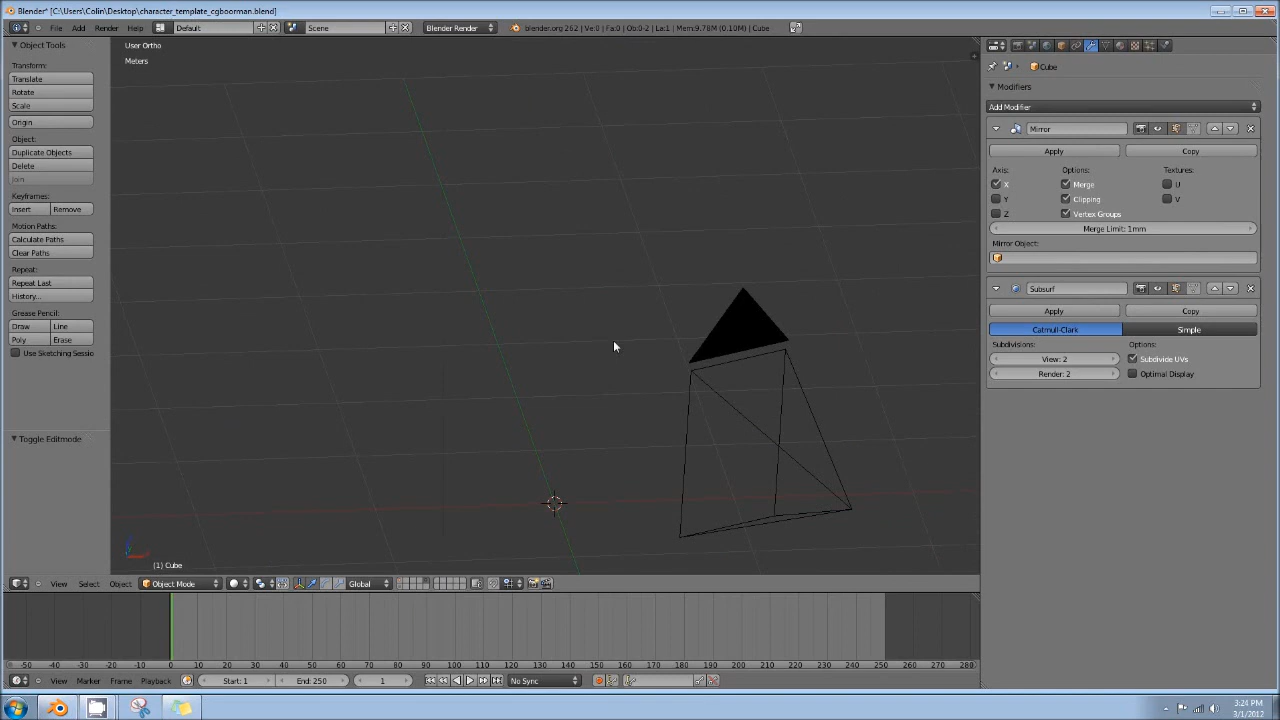 Blender* [C:\Users\Colin\Desktop\character_template_cgboorman.blend]
File Add Render Help Default Scene Blender Render blender.org 262 | Ve:0 | Fa:0 | Ob:0-2 | La:1 | Mem:9.78M (0.10M) | Cube
Object Tools
Transform:
Translate
Rotate
Scale
Origin
Object:
Duplicate Objects
Delete
Join
Keyframes:
Insert Remove
Motion Paths:
Calculate Paths
Clear Paths
Repeat:
Repeat Last
History...
Grease Pencil:
Draw Line
Poly Erase
Use Sketching Sessio
Toggle Editmode
User Ortho
Meters
(1) Cube
View Select Object Object Mode Global
Cube
Modifiers
Add Modifier
Mirror
Apply Copy
Axis: Options: Textures:
X Merge U
Y Clipping V
Z Vertex Groups
Merge Limit: 1mm
Mirror Object:
Subsurf
Apply Copy
Catmull-Clark Simple
Subdivisions: Options:
View: 2 Subdivide UVs
Render: 2 Optimal Display
-50 -40 -30 -20 -10 0 10 20 30 40 50 60 70 80 90 100 110 120 130 140 150 160 170 180 190 200 210 220 230 240 250 260 270 280
View Marker Frame Playback Start: 1 End: 250 1 No Sync
3:24 PM
3/1/2012